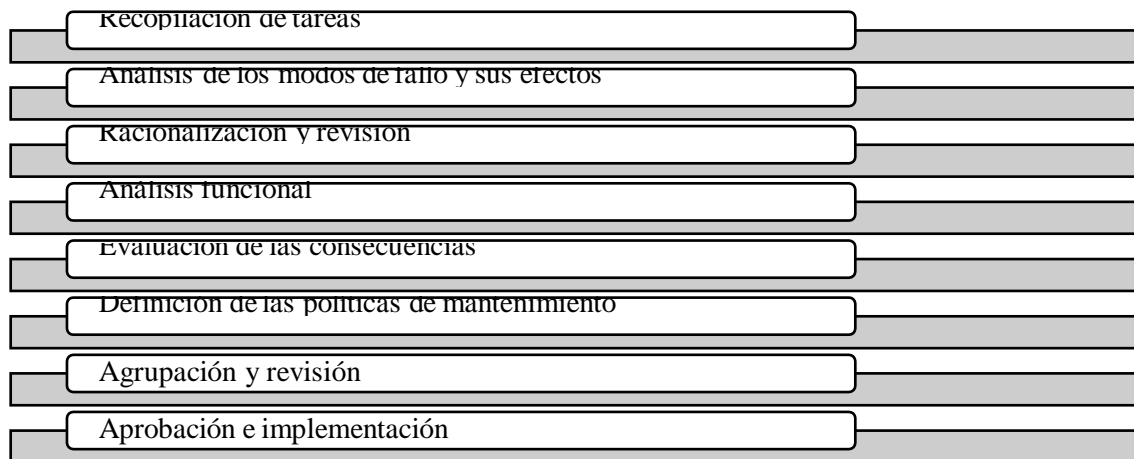 Recopilación de tareas
Análisis de los modos de fallo y sus efectos
Racionalización y revisión
Análisis funcional
Evaluación de las consecuencias
Definición de las políticas de mantenimiento
Agrupación y revisión
Aprobación e implementación